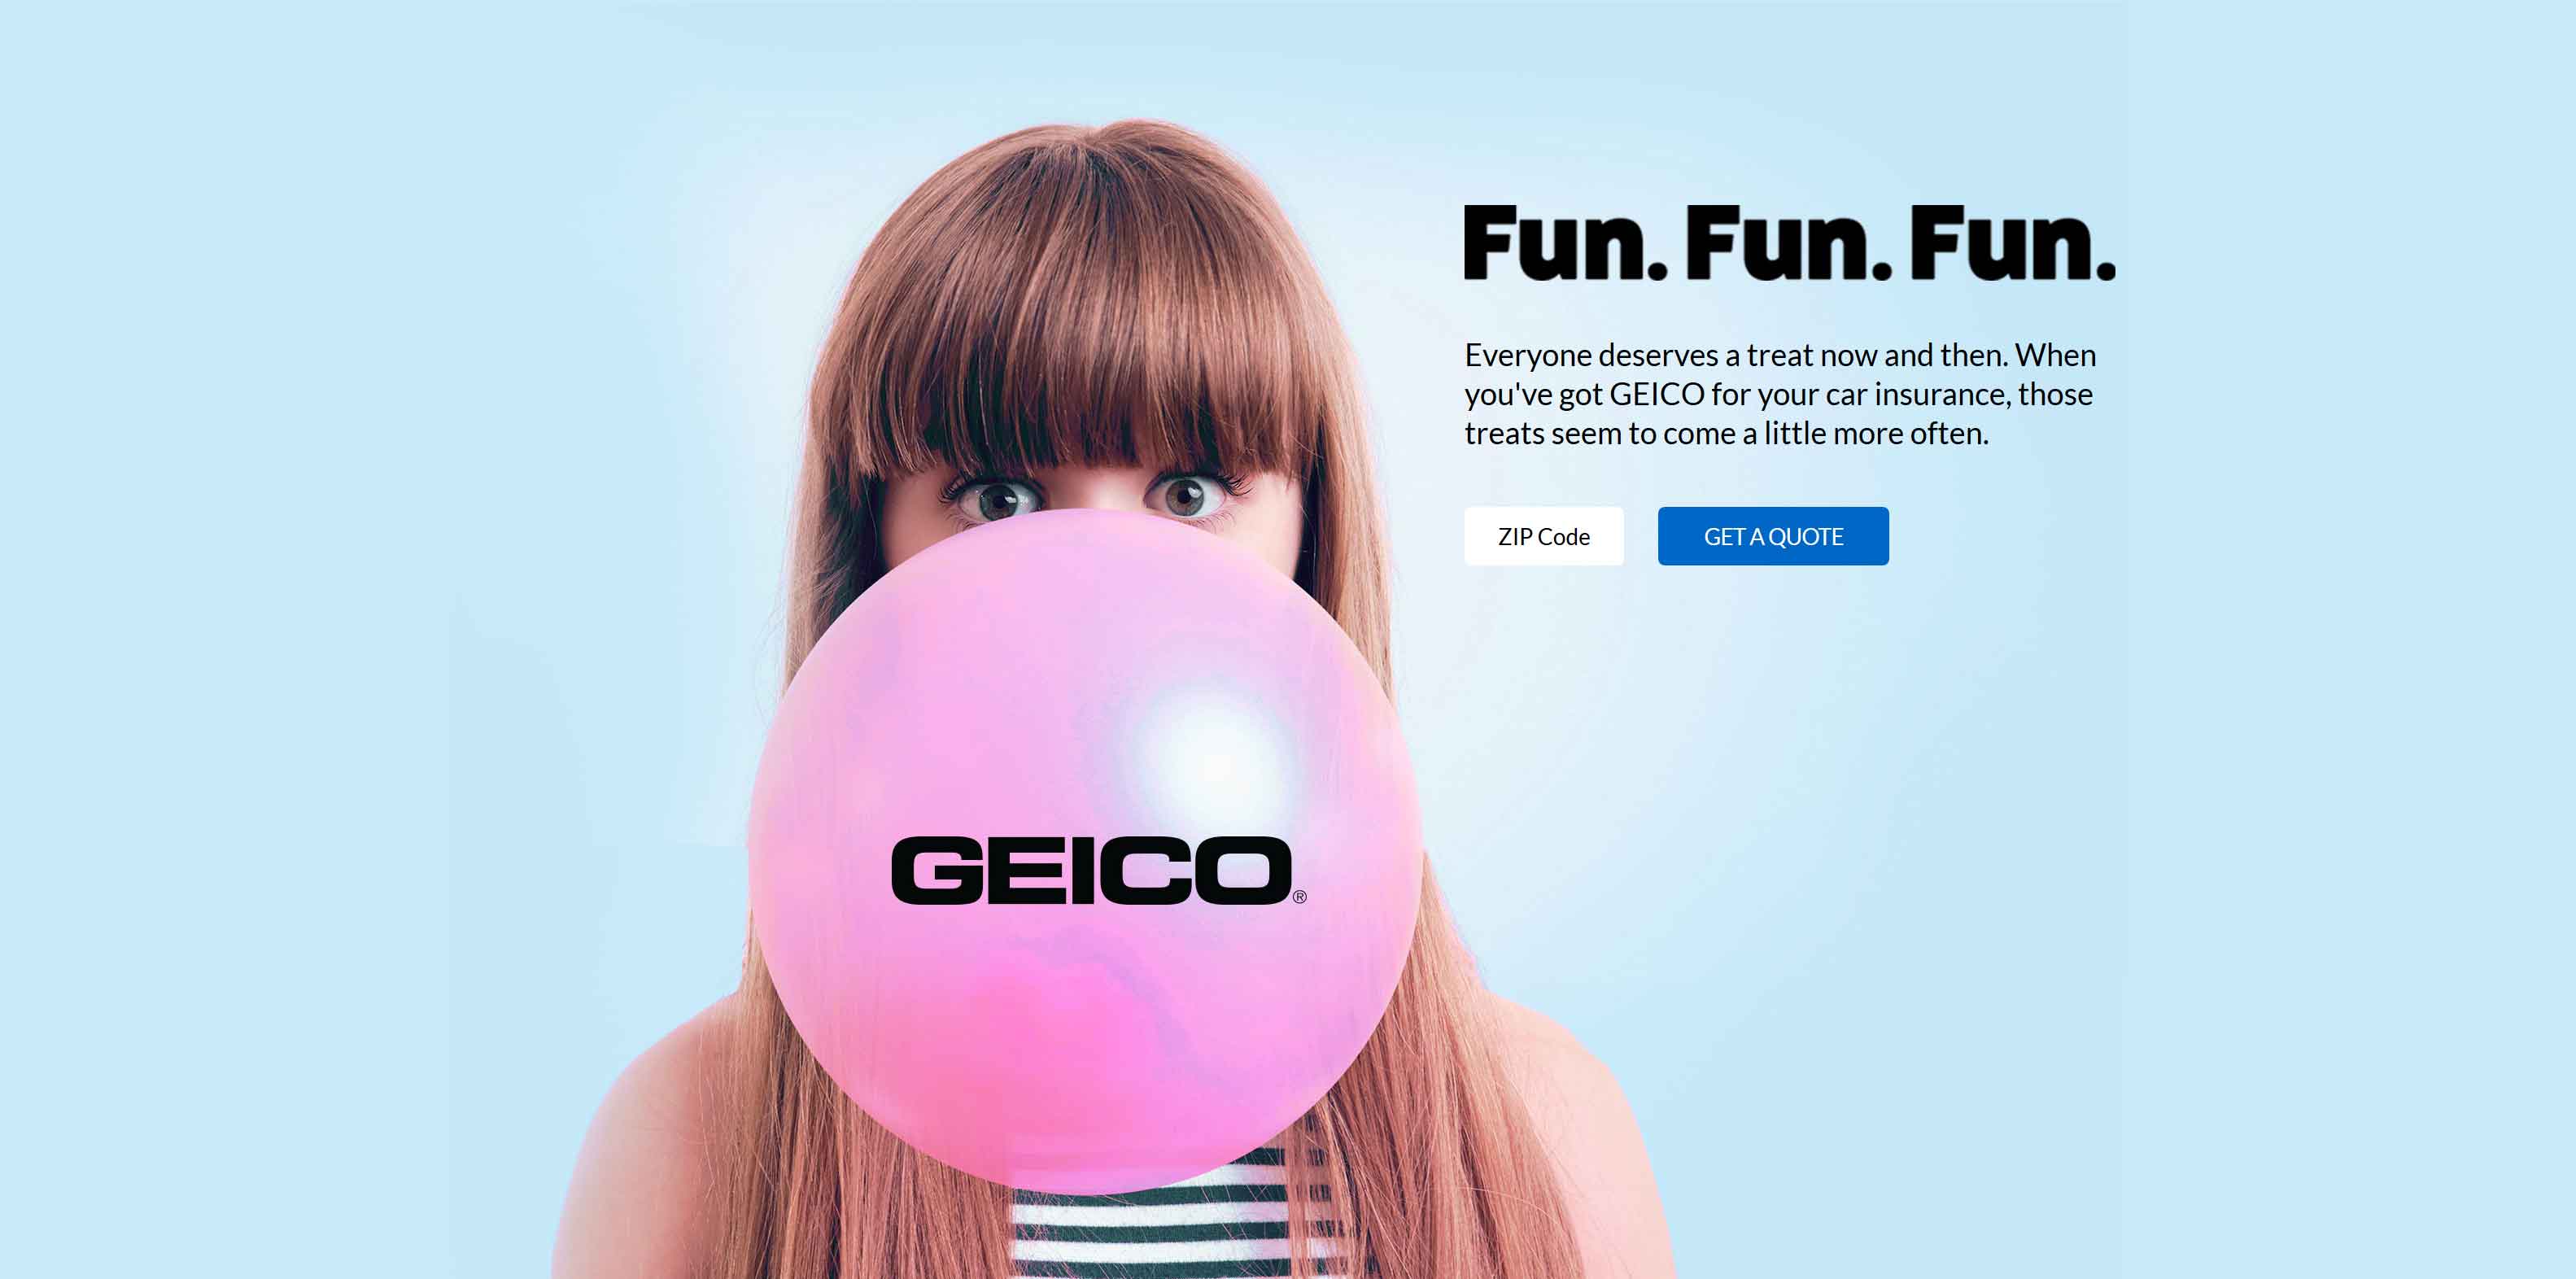 Fun. Fun. Fun.
Everyone deserves a treat now and then. When
you've got GEICO for your car insurance, those
treats seem to come a little more often.
ZIP Code
GET A QUOTE
GEICO®